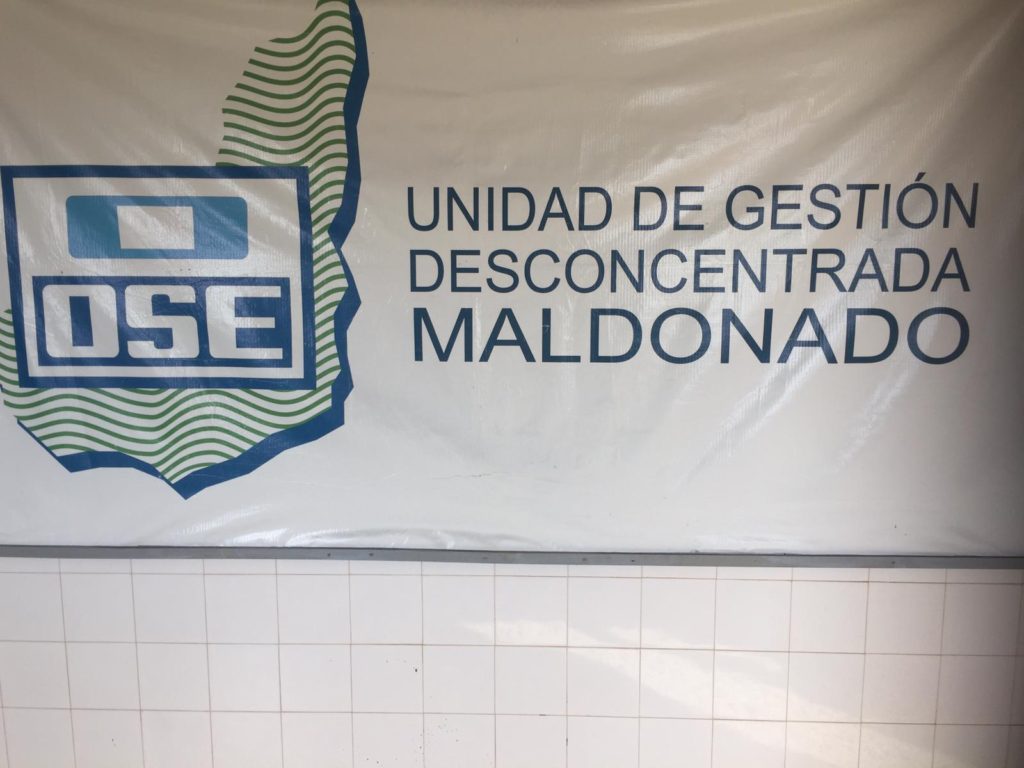 OSE
UNIDAD DE GESTIÓN
DESCONCENTRADA
MALDONADO